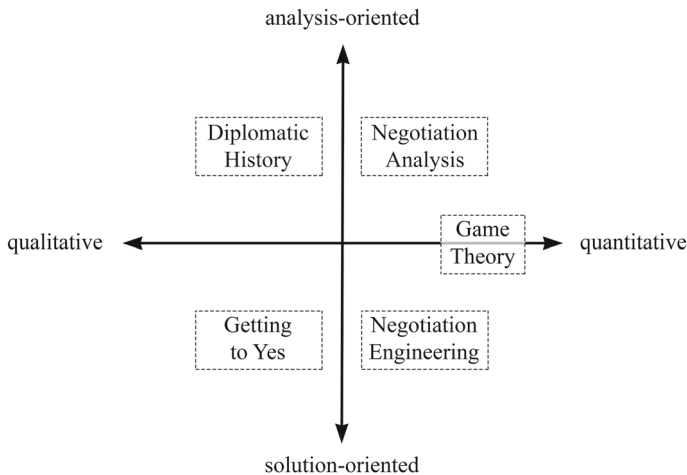 analysis-oriented
Diplomatic
History
Negotiation
Analysis
qualitative
Game
Theory
quantitative
Getting
to Yes
Negotiation
Engineering
solution-oriented